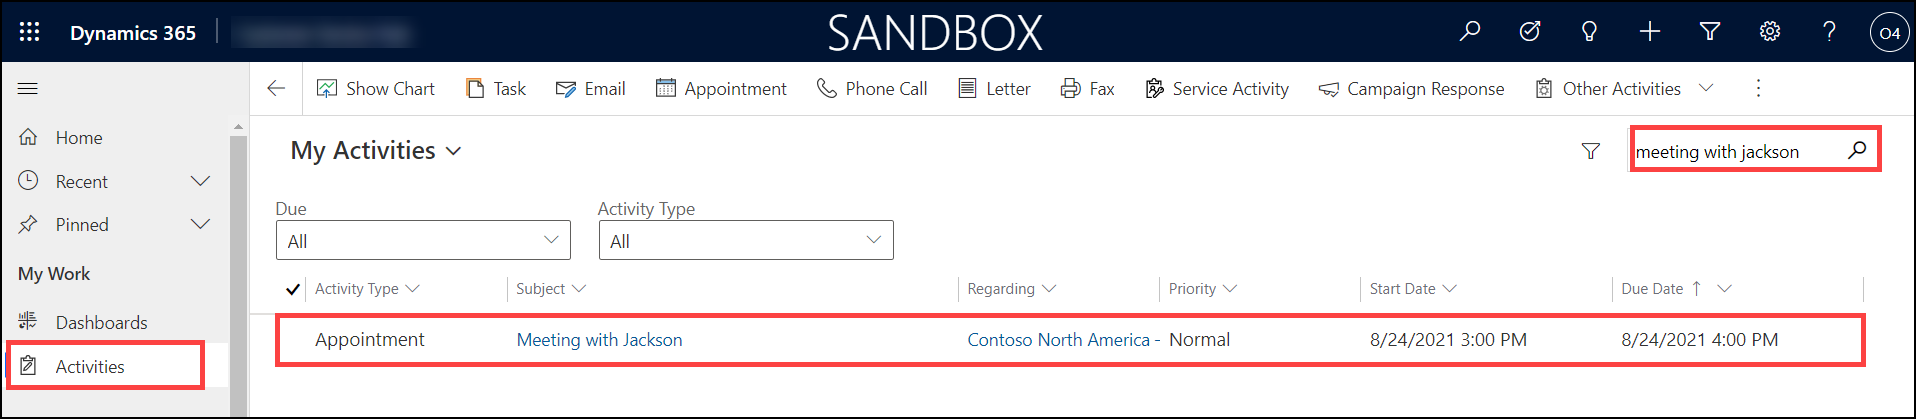 Dynamics 365
SANDBOX
? O4
Show Chart Task Email Appointment Phone Call Letter Fax Service Activity Campaign Response Other Activities
Home
Recent
Pinned
My Work
Dashboards
Activities
My Activities
meeting with jackson
Due Activity Type
All All
Activity Type Subject Regarding Priority Start Date Due Date ↑
Appointment Meeting with Jackson Contoso North America - Normal 8/24/2021 3:00 PM 8/24/2021 4:00 PM